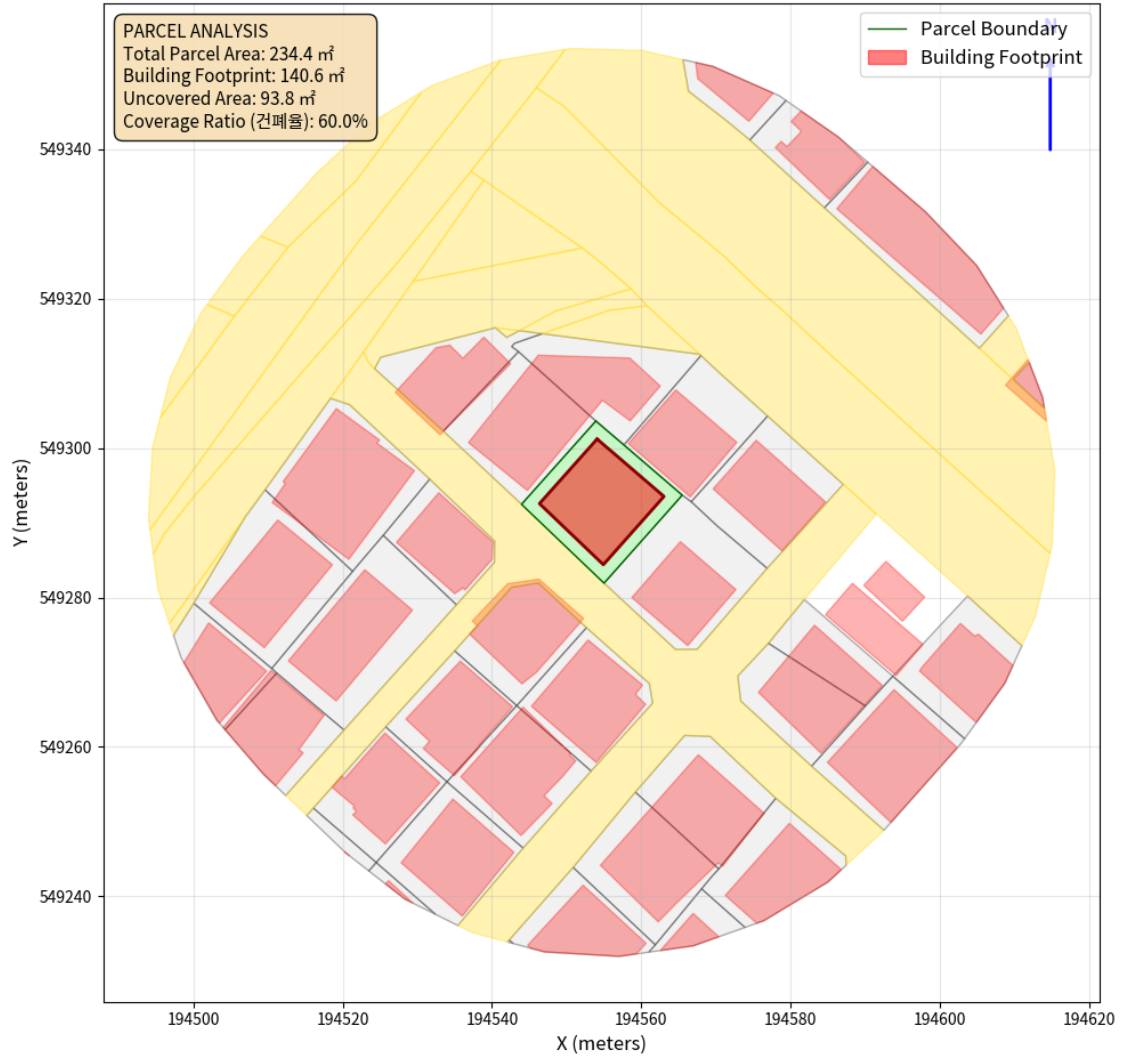 PARCEL ANALYSIS
Total Parcel Area: 234.4 ㎡
Building Footprint: 140.6 ㎡
Uncovered Area: 93.8 ㎡
Coverage Ratio (건폐율): 60.0%
Parcel Boundary
Building Footprint
N
549340
549320
549300
549280
549260
549240
Y (meters)
194500
194520
194540
194560
194580
194600
194620
X (meters)